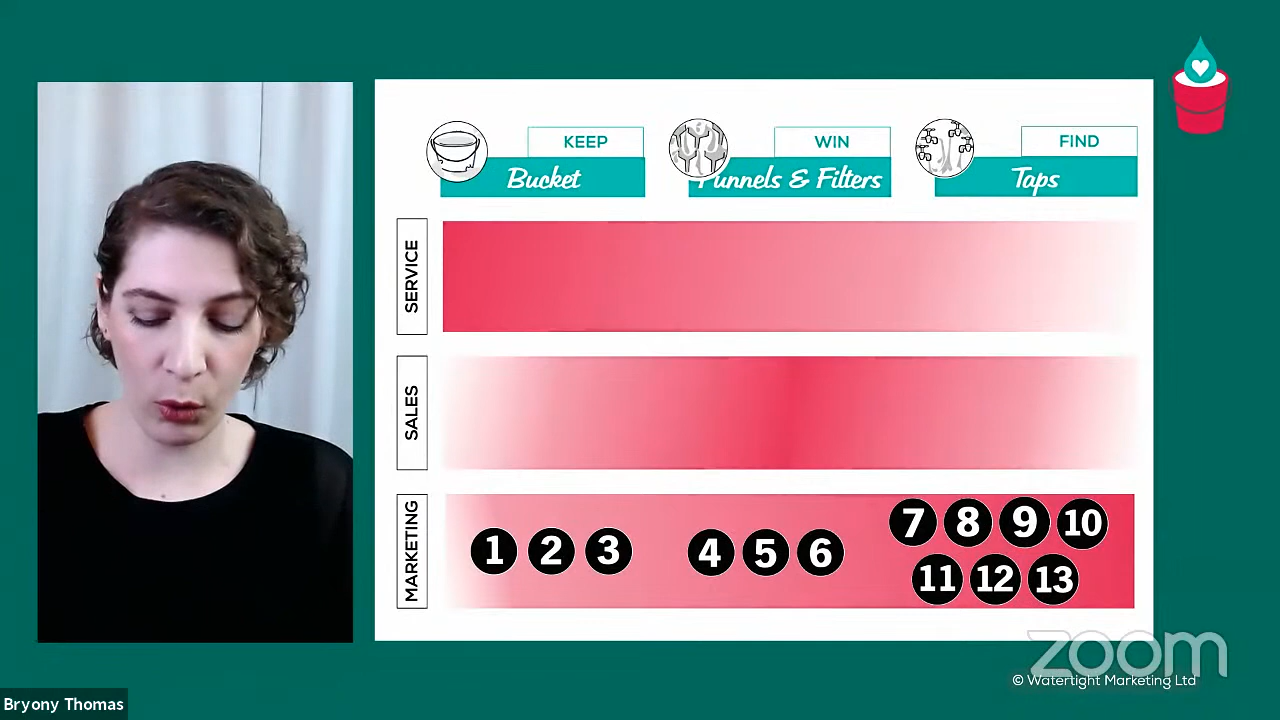 KEEP
Bucket
WIN
Funnels & Filters
FIND
Taps
SERVICE
SALES
MARKETING
1 2 3
4 5 6
7 8 9 10
11 12 13
zoom
© Watertight Marketing Ltd
Bryony Thomas